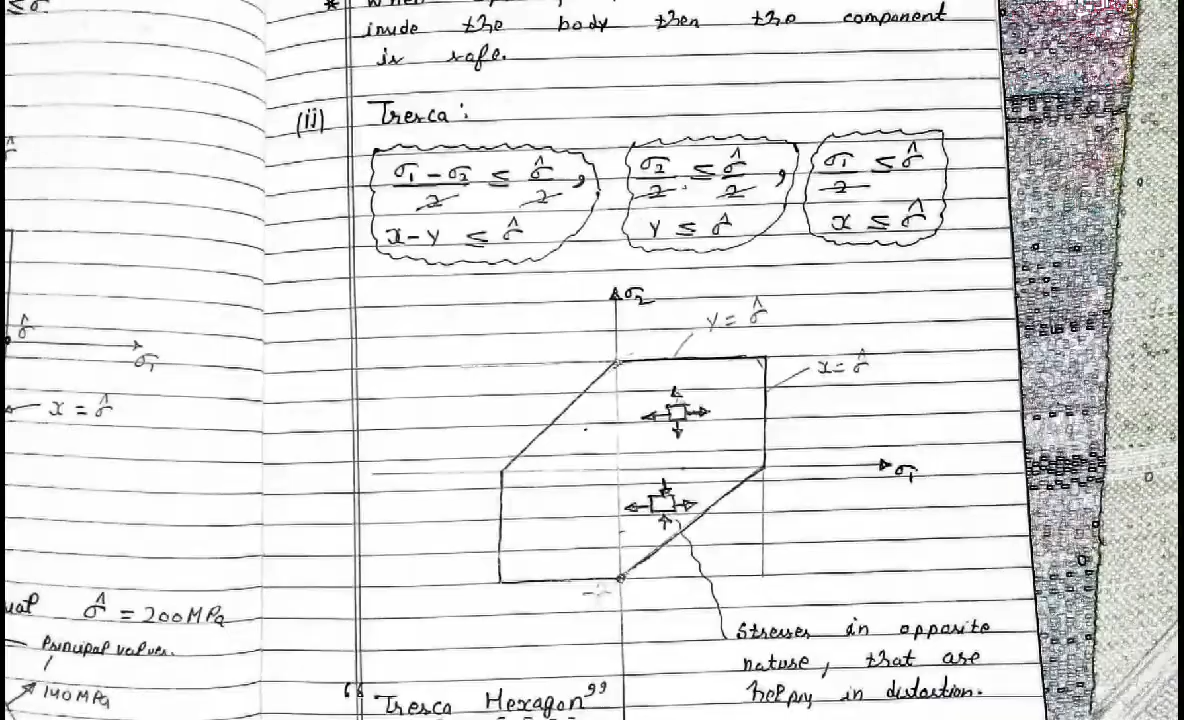 ≤ σ
* When
inside the body then the component
is safe.
(ii) Tresca :
(σ₁ - σ₂)/2 ≤ σ̂/2 , σ₂/2 ≤ σ̂/2 , σ₁/2 ≤ σ̂
x-y ≤ σ̂ y ≤ σ̂ x ≤ σ̂
σ₂
y = σ̂
x = σ̂
σ₁
σ̂
σ₁
x = σ̂
Stresses in opposite
nature, that are
in distortion.
σ̂ = 200 MPa
Principal values.
140 MPa
"Tresca Hexagon"